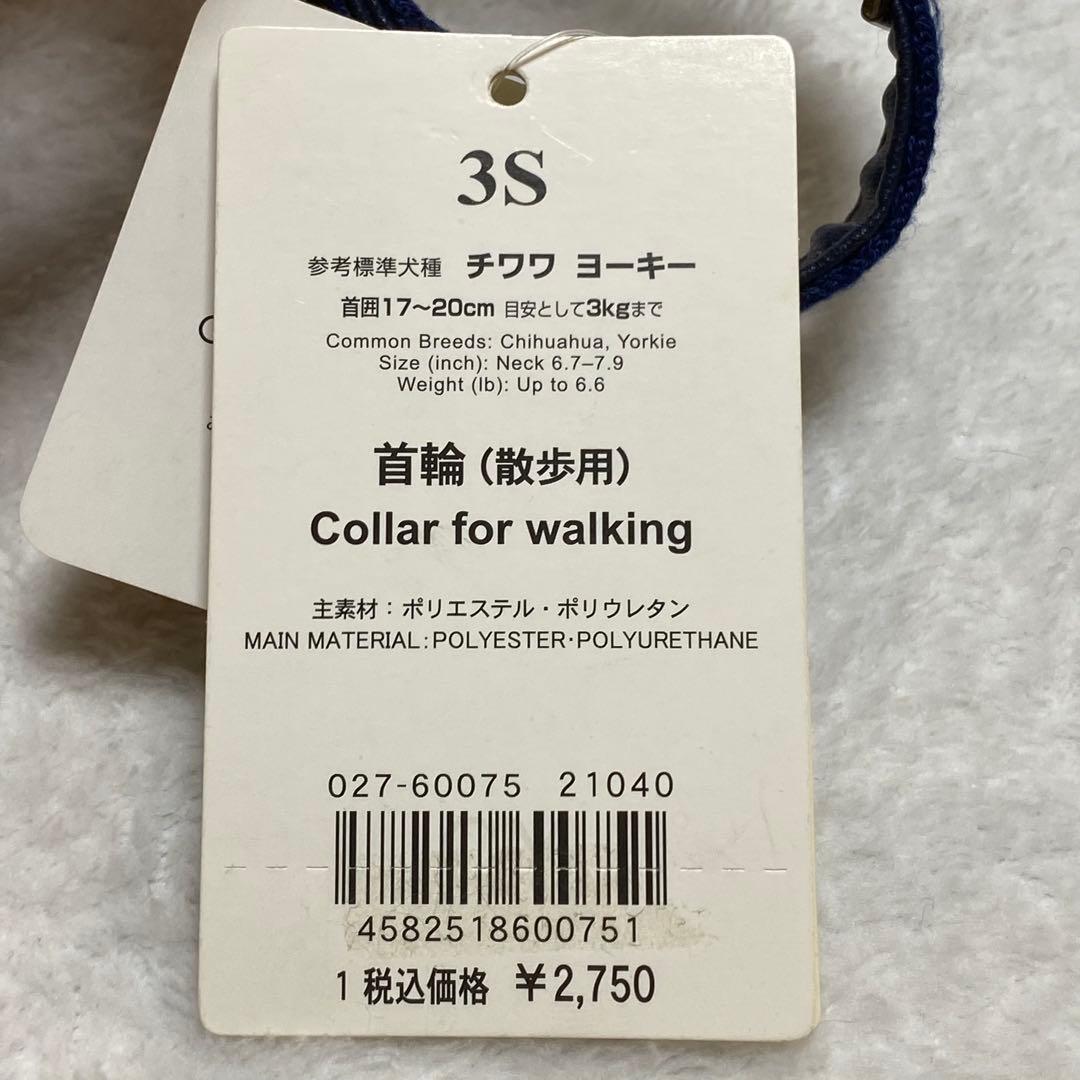 3S
参考標準犬種 チワワ ヨーキー
首囲17〜20cm 目安として3kgまで
Common Breeds: Chihuahua, Yorkie
Size (inch): Neck 6.7–7.9
Weight (lb): Up to 6.6
首輪（散歩用）
Collar for walking
主素材：ポリエステル・ポリウレタン
MAIN MATERIAL:POLYESTER·POLYURETHANE
027-60075 21040
4582518600751
1 税込価格 ¥2,750